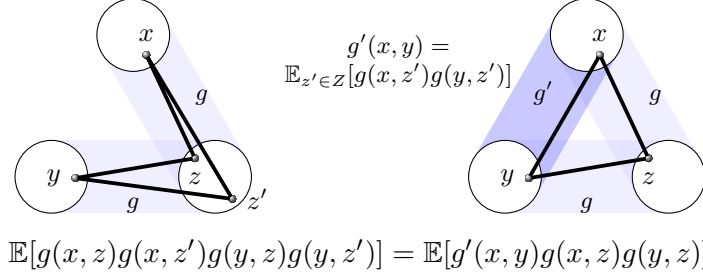 x
g
y
z
g
z′
g′(x, y) =
𝔼_{z′∈Z}[g(x, z′)g(y, z′)]
x
g′
g
y
z
g
𝔼[g(x, z)g(x, z′)g(y, z)g(y, z′)] = 𝔼[g′(x, y)g(x, z)g(y, z)]